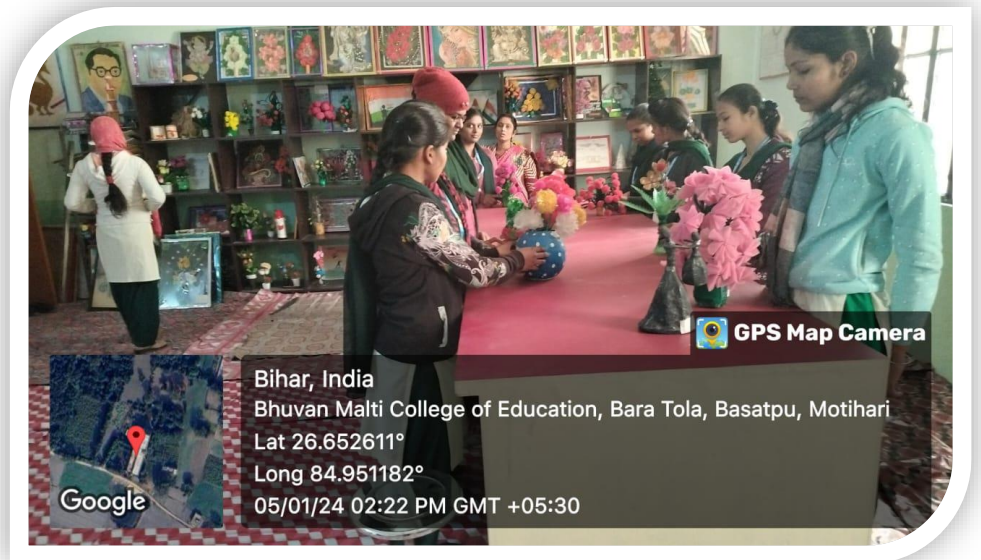 GPS Map Camera
Bihar, India
Bhuvan Malti College of Education, Bara Tola, Basatpu, Motihari
Lat 26.652611°
Long 84.951182°
05/01/24 02:22 PM GMT +05:30
Google